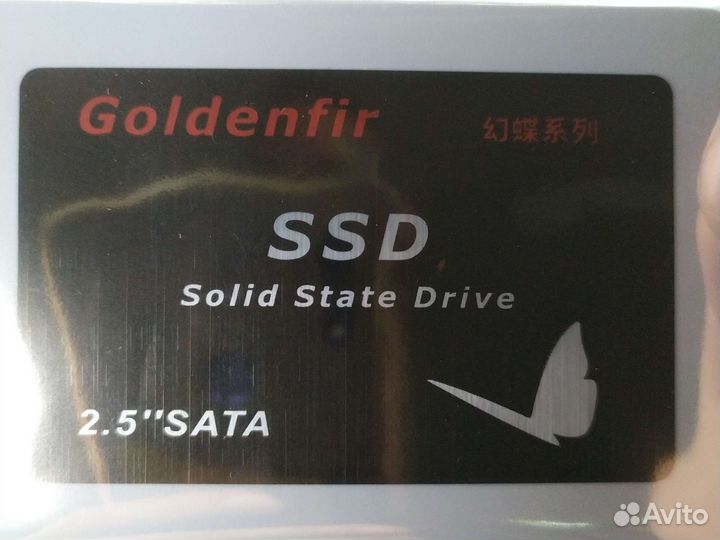 Goldenfir
幻蝶系列
SSD
Solid State Drive
2.5''SATA
Avito